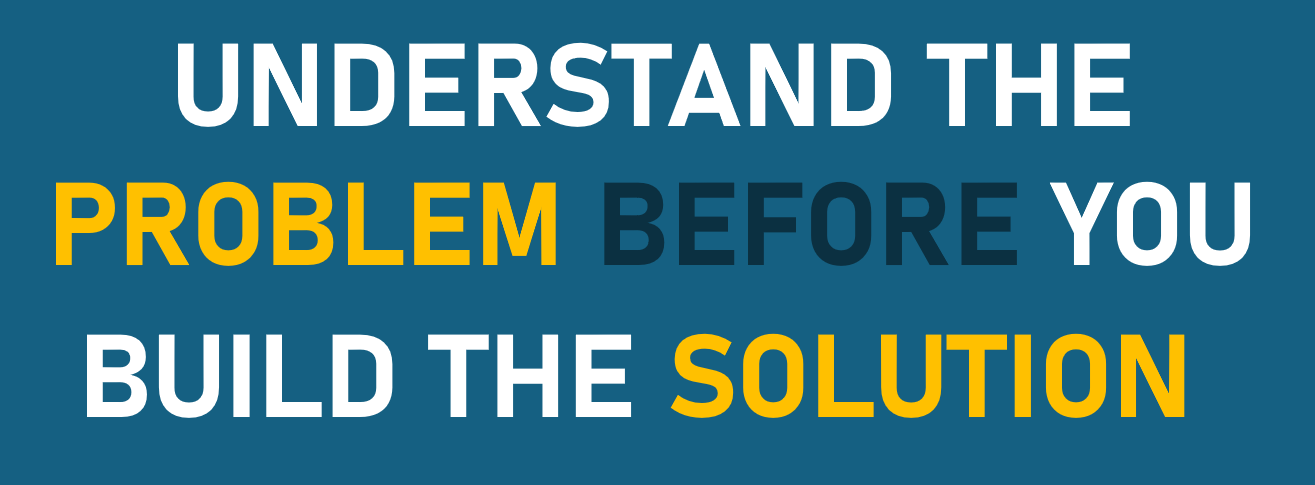 UNDERSTAND THE
PROBLEM BEFORE YOU
BUILD THE SOLUTION